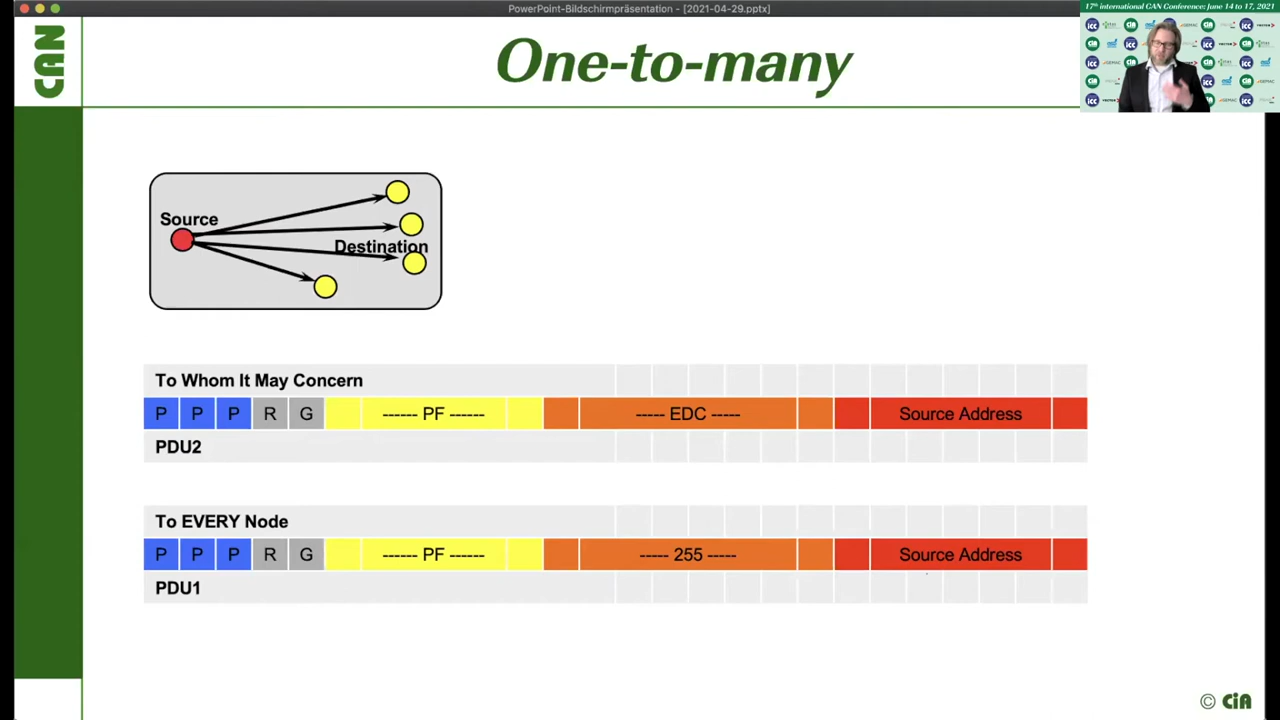 PowerPoint-Bildschirmpräsentation - [2021-04-29.pptx]
17th international CAN Conference: June 14 to 17, 2021
CAN
One-to-many
Source
Destination
To Whom It May Concern
P P P R G ------ PF ------ ----- EDC ----- Source Address
PDU2
To EVERY Node
P P P R G ------ PF ------ ----- 255 ----- Source Address
PDU1
© CiA